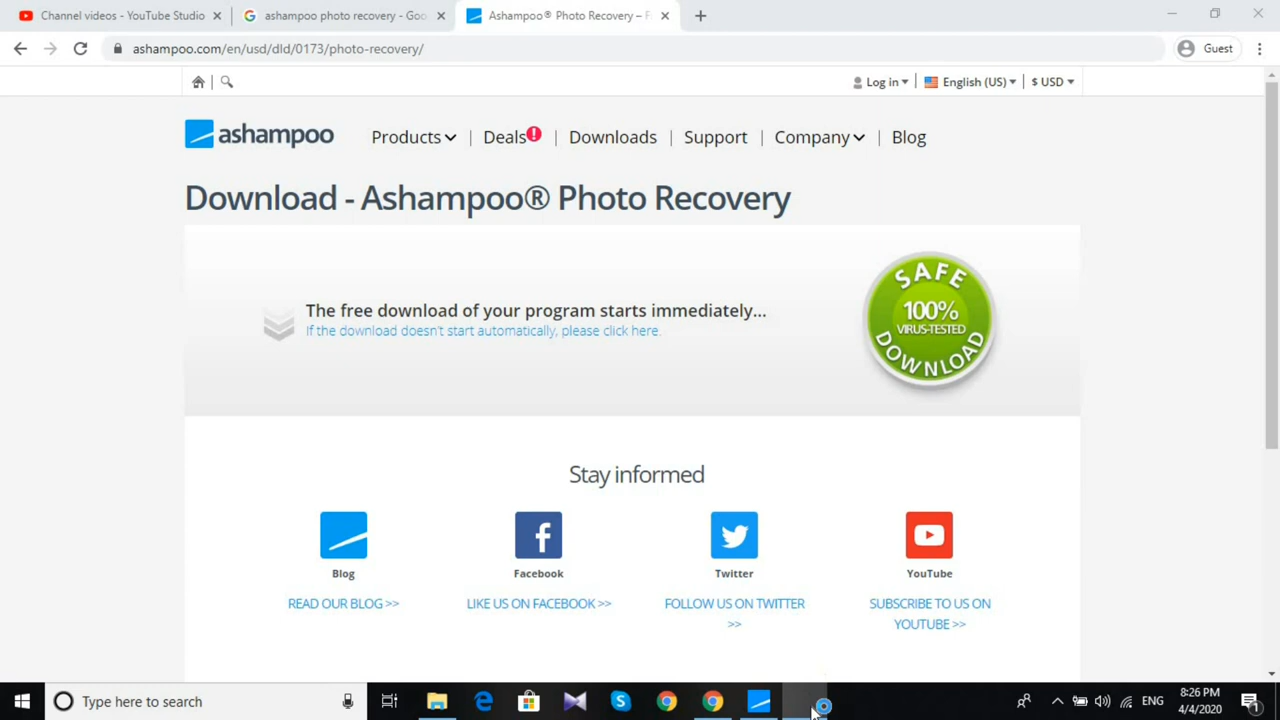 Channel videos - YouTube Studio
ashampoo photo recovery - Goo
Ashampoo® Photo Recovery – F
ashampoo.com/en/usd/dld/0173/photo-recovery/
Guest
Log in
English (US)
$ USD
ashampoo
Products
Deals
Downloads
Support
Company
Blog
Download - Ashampoo® Photo Recovery
The free download of your program starts immediately...
If the download doesn't start automatically, please click here.
SAFE
100%
VIRUS-TESTED
DOWNLOAD
Stay informed
Blog
Facebook
Twitter
YouTube
READ OUR BLOG >>
LIKE US ON FACEBOOK >>
FOLLOW US ON TWITTER
>>
SUBSCRIBE TO US ON
YOUTUBE >>
Type here to search
ENG
8:26 PM
4/4/2020
1